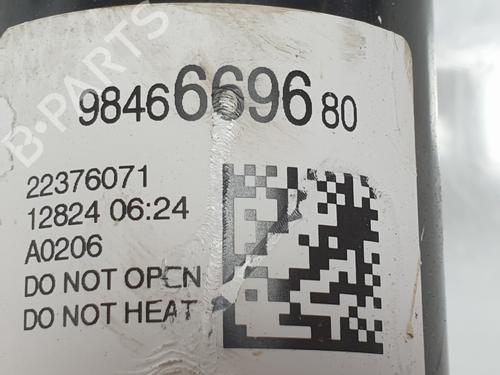 9846669680
22376071
12824 06:24
A0206
DO NOT OPEN
DO NOT HEAT
B-PARTS